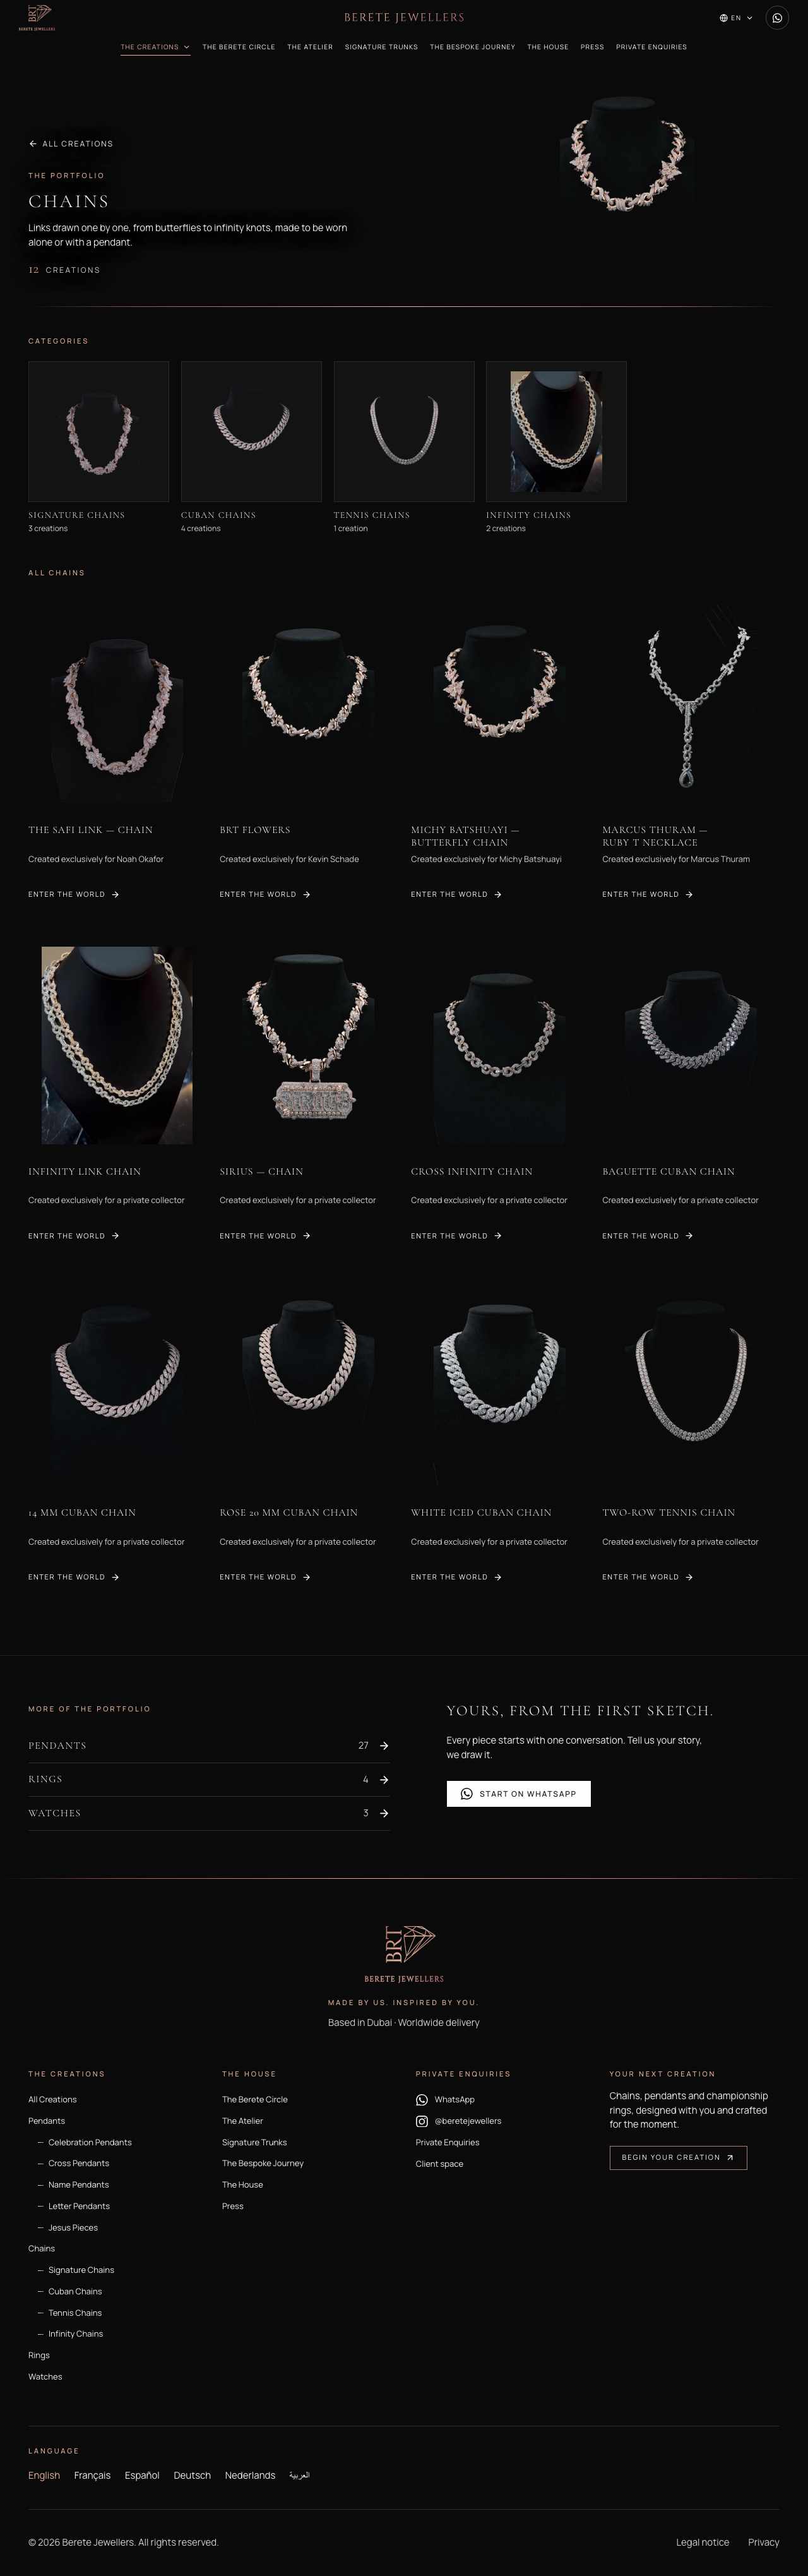 BRT
BERETE JEWELLERS
BERETE JEWELLERS
EN
THE CREATIONS
THE BERETE CIRCLE
THE ATELIER
SIGNATURE TRUNKS
THE BESPOKE JOURNEY
THE HOUSE
PRESS
PRIVATE ENQUIRIES
ALL CREATIONS
THE PORTFOLIO
CHAINS
Links drawn one by one, from butterflies to infinity knots, made to be worn
alone or with a pendant.
12 CREATIONS
CATEGORIES
SIGNATURE CHAINS
3 creations
CUBAN CHAINS
4 creations
TENNIS CHAINS
1 creation
INFINITY CHAINS
2 creations
ALL CHAINS
THE SAFI LINK — CHAIN
Created exclusively for Noah Okafor
ENTER THE WORLD
BRT FLOWERS
Created exclusively for Kevin Schade
ENTER THE WORLD
MICHY BATSHUAYI —
BUTTERFLY CHAIN
Created exclusively for Michy Batshuayi
ENTER THE WORLD
MARCUS THURAM —
RUBY T NECKLACE
Created exclusively for Marcus Thuram
ENTER THE WORLD
INFINITY LINK CHAIN
Created exclusively for a private collector
ENTER THE WORLD
SIRIUS
SIRIUS — CHAIN
Created exclusively for a private collector
ENTER THE WORLD
CROSS INFINITY CHAIN
Created exclusively for a private collector
ENTER THE WORLD
BAGUETTE CUBAN CHAIN
Created exclusively for a private collector
ENTER THE WORLD
14 MM CUBAN CHAIN
Created exclusively for a private collector
ENTER THE WORLD
ROSE 20 MM CUBAN CHAIN
Created exclusively for a private collector
ENTER THE WORLD
WHITE ICED CUBAN CHAIN
Created exclusively for a private collector
ENTER THE WORLD
TWO-ROW TENNIS CHAIN
Created exclusively for a private collector
ENTER THE WORLD
MORE OF THE PORTFOLIO
PENDANTS 27
RINGS 4
WATCHES 3
YOURS, FROM THE FIRST SKETCH.
Every piece starts with one conversation. Tell us your story,
we draw it.
START ON WHATSAPP
BRT
BERETE JEWELLERS
MADE BY US. INSPIRED BY YOU.
Based in Dubai · Worldwide delivery
THE CREATIONS
All Creations
Pendants
— Celebration Pendants
— Cross Pendants
— Name Pendants
— Letter Pendants
— Jesus Pieces
Chains
— Signature Chains
— Cuban Chains
— Tennis Chains
— Infinity Chains
Rings
Watches
THE HOUSE
The Berete Circle
The Atelier
Signature Trunks
The Bespoke Journey
The House
Press
PRIVATE ENQUIRIES
WhatsApp
@beretejewellers
Private Enquiries
Client space
YOUR NEXT CREATION
Chains, pendants and championship
rings, designed with you and crafted
for the moment.
BEGIN YOUR CREATION
LANGUAGE
English Français Español Deutsch Nederlands العربية
© 2026 Berete Jewellers. All rights reserved.
Legal notice Privacy